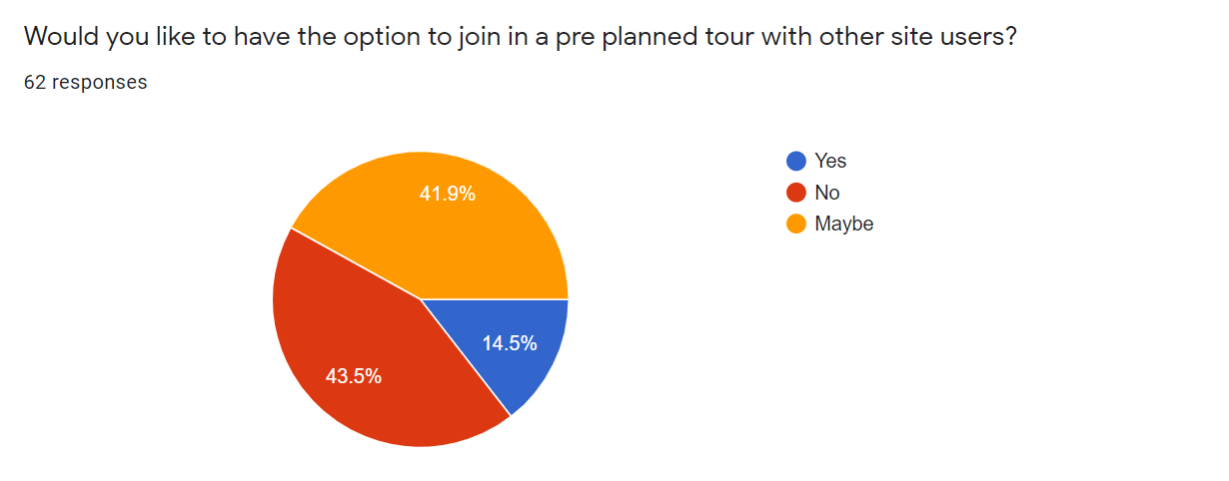 Would you like to have the option to join in a pre planned tour with other site users?
62 responses
41.9%
14.5%
43.5%
Yes
No
Maybe